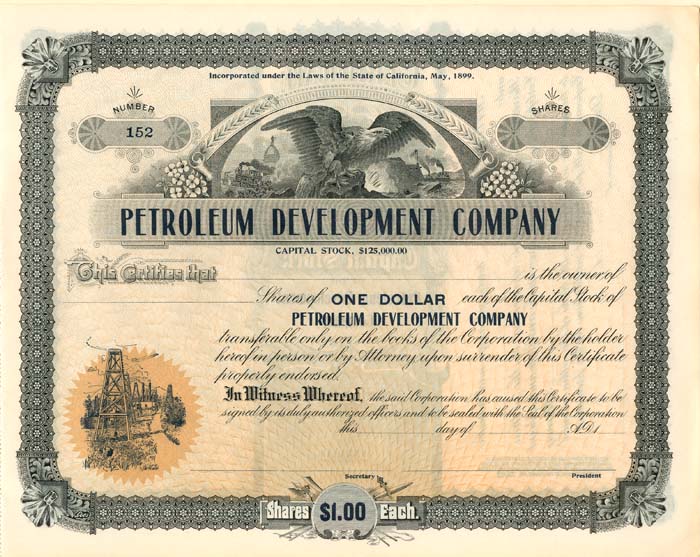 Incorporated under the Laws of the State of California, May, 1899.
NUMBER
152
SHARES
PETROLEUM DEVELOPMENT COMPANY
CAPITAL STOCK, $125,000.00
This Certifies that
is the owner of
Shares of ONE DOLLAR each of the Capital Stock of
PETROLEUM DEVELOPMENT COMPANY
transferable only on the books of the Corporation by the holder
hereof in person or by Attorney upon surrender of this Certificate
properly endorsed.
In Witness Whereof, the said Corporation has caused this Certificate to be
signed by its duly authorized officers and to be sealed with the Seal of the Corporation
this day of A.D. 1
Secretary
President
Shares $1.00 Each.